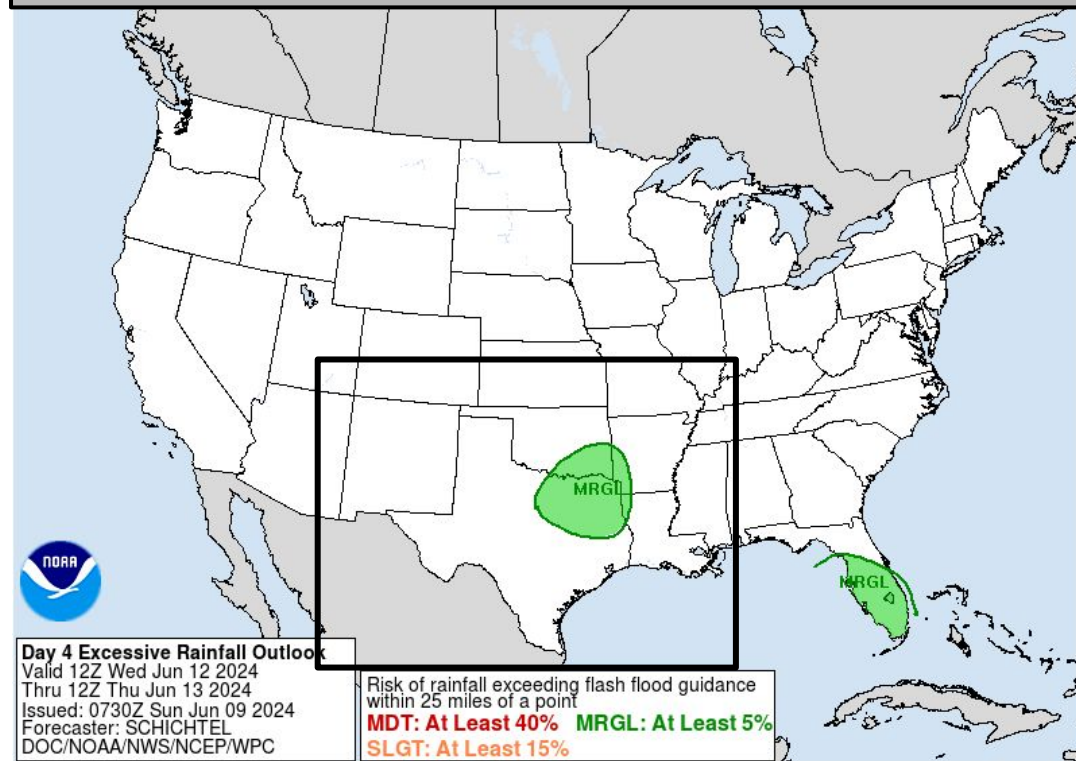 MRGL
MRGL
NOAA
Day 4 Excessive Rainfall Outlook
Valid 12Z Wed Jun 12 2024
Thru 12Z Thu Jun 13 2024
Issued: 0730Z Sun Jun 09 2024
Forecaster: SCHICHTEL
DOC/NOAA/NWS/NCEP/WPC
Risk of rainfall exceeding flash flood guidance
within 25 miles of a point
MDT: At Least 40% MRGL: At Least 5%
SLGT: At Least 15%